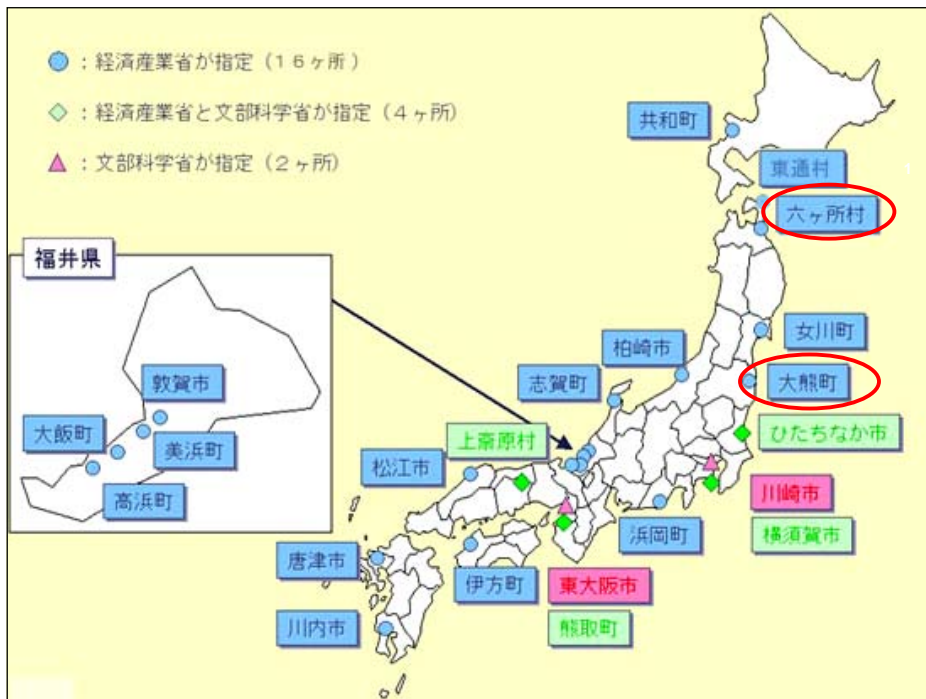 ：経済産業省が指定（１６ヶ所）
：経済産業省と文部科学省が指定（４ヶ所）
：文部科学省が指定（２ヶ所）
共和町
東通村
六ヶ所村
福井県
女川町
柏崎市
敦賀市
志賀町
大熊町
大飯町
上斎原村
ひたちなか市
美浜町
松江市
高浜町
川崎市
浜岡町
横須賀市
唐津市
伊方町
東大阪市
川内市
熊取町